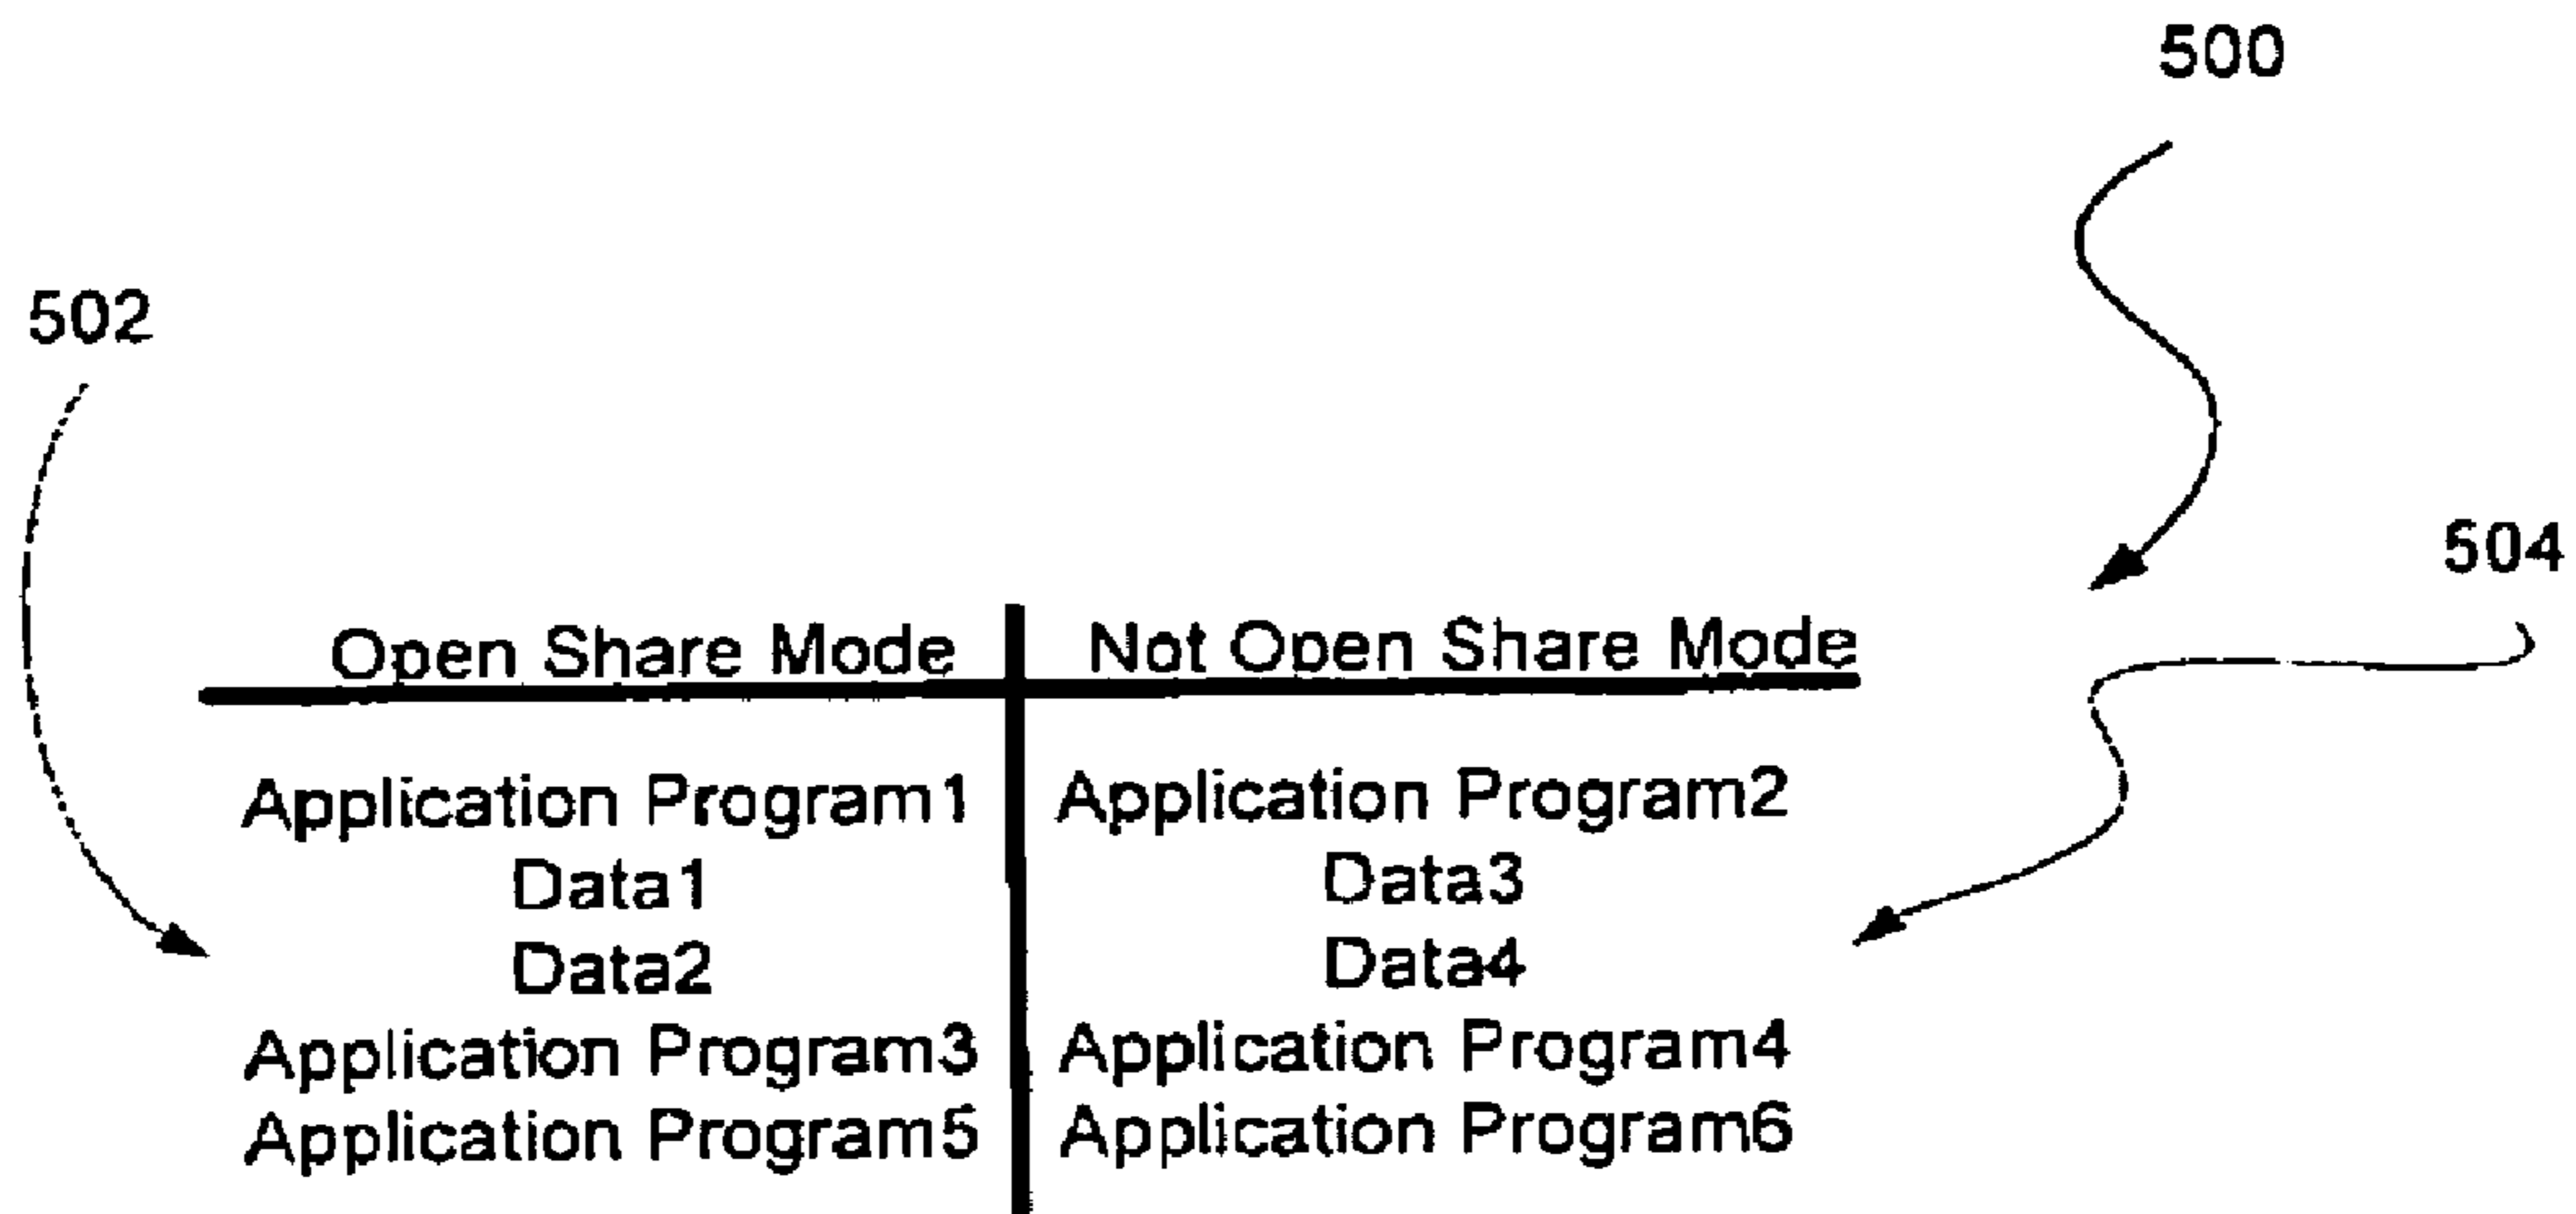 500
502
504
Open Share Mode Not Open Share Mode
Application Program1 Application Program2
Data1 Data3
Data2 Data4
Application Program3 Application Program4
Application Program5 Application Program6